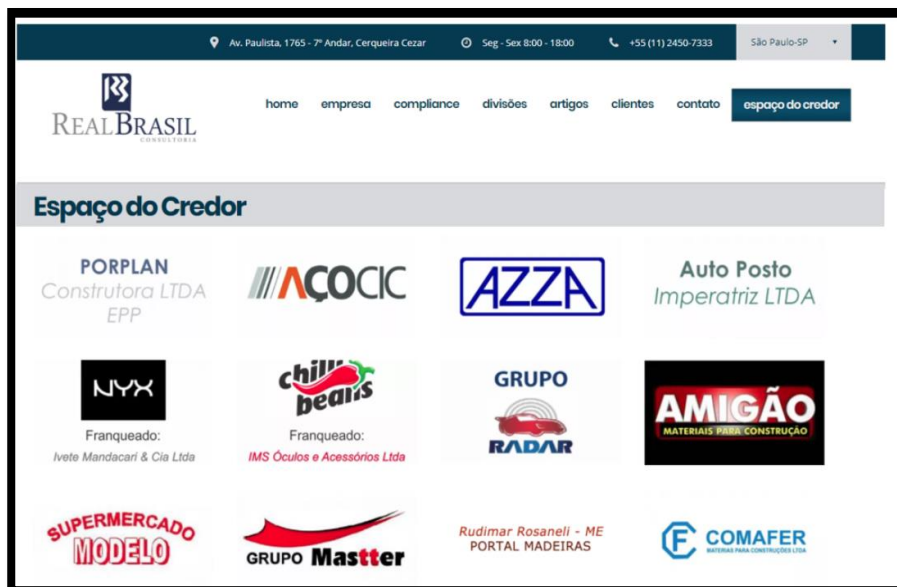 Av. Paulista, 1765 - 7º Andar, Cerqueira Cezar Seg - Sex 8:00 - 18:00 +55 (11) 2450-7333 São Paulo-SP
REALBRASIL
CONSULTORIA
home empresa compliance divisões artigos clientes contato espaço do credor
Espaço do Credor
PORPLAN
Construtora LTDA
EPP
AÇOCIC
AZZA
Auto Posto
Imperatriz LTDA
NYX
Franqueado:
Ivete Mandacari & Cia Ltda
chilli
beans
Franqueado:
IMS Óculos e Acessórios Ltda
GRUPO
RADAR
AMIGÃO
MATERIAIS PARA CONSTRUÇÃO
SUPERMERCADO
MODELO
GRUPO Mastter
Rudimar Rosaneli - ME
PORTAL MADEIRAS
COMAFER
MATERIAS PARA CONSTRUÇÕES LTDA